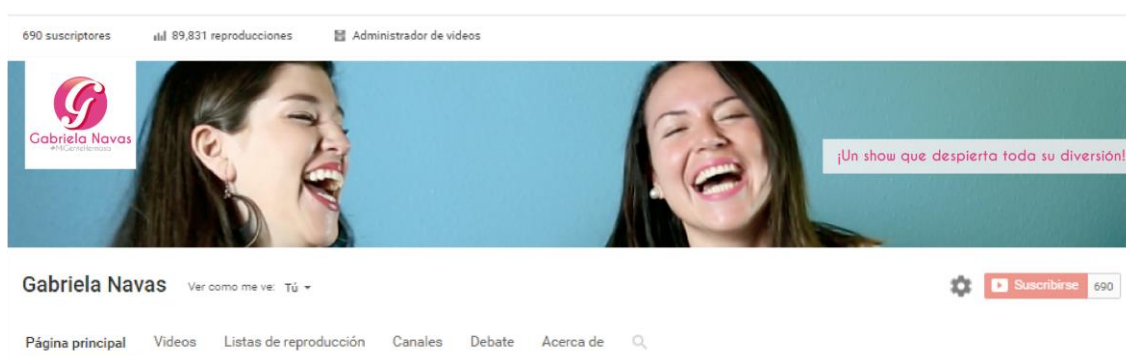 690 suscriptores 89,831 reproducciones Administrador de videos
G
Gabriela Navas
#MiGenteHermosa
¡Un show que despierta toda su diversión!
Gabriela Navas Ver como me ve: Tú
Suscribirse 690
Página principal Videos Listas de reproducción Canales Debate Acerca de